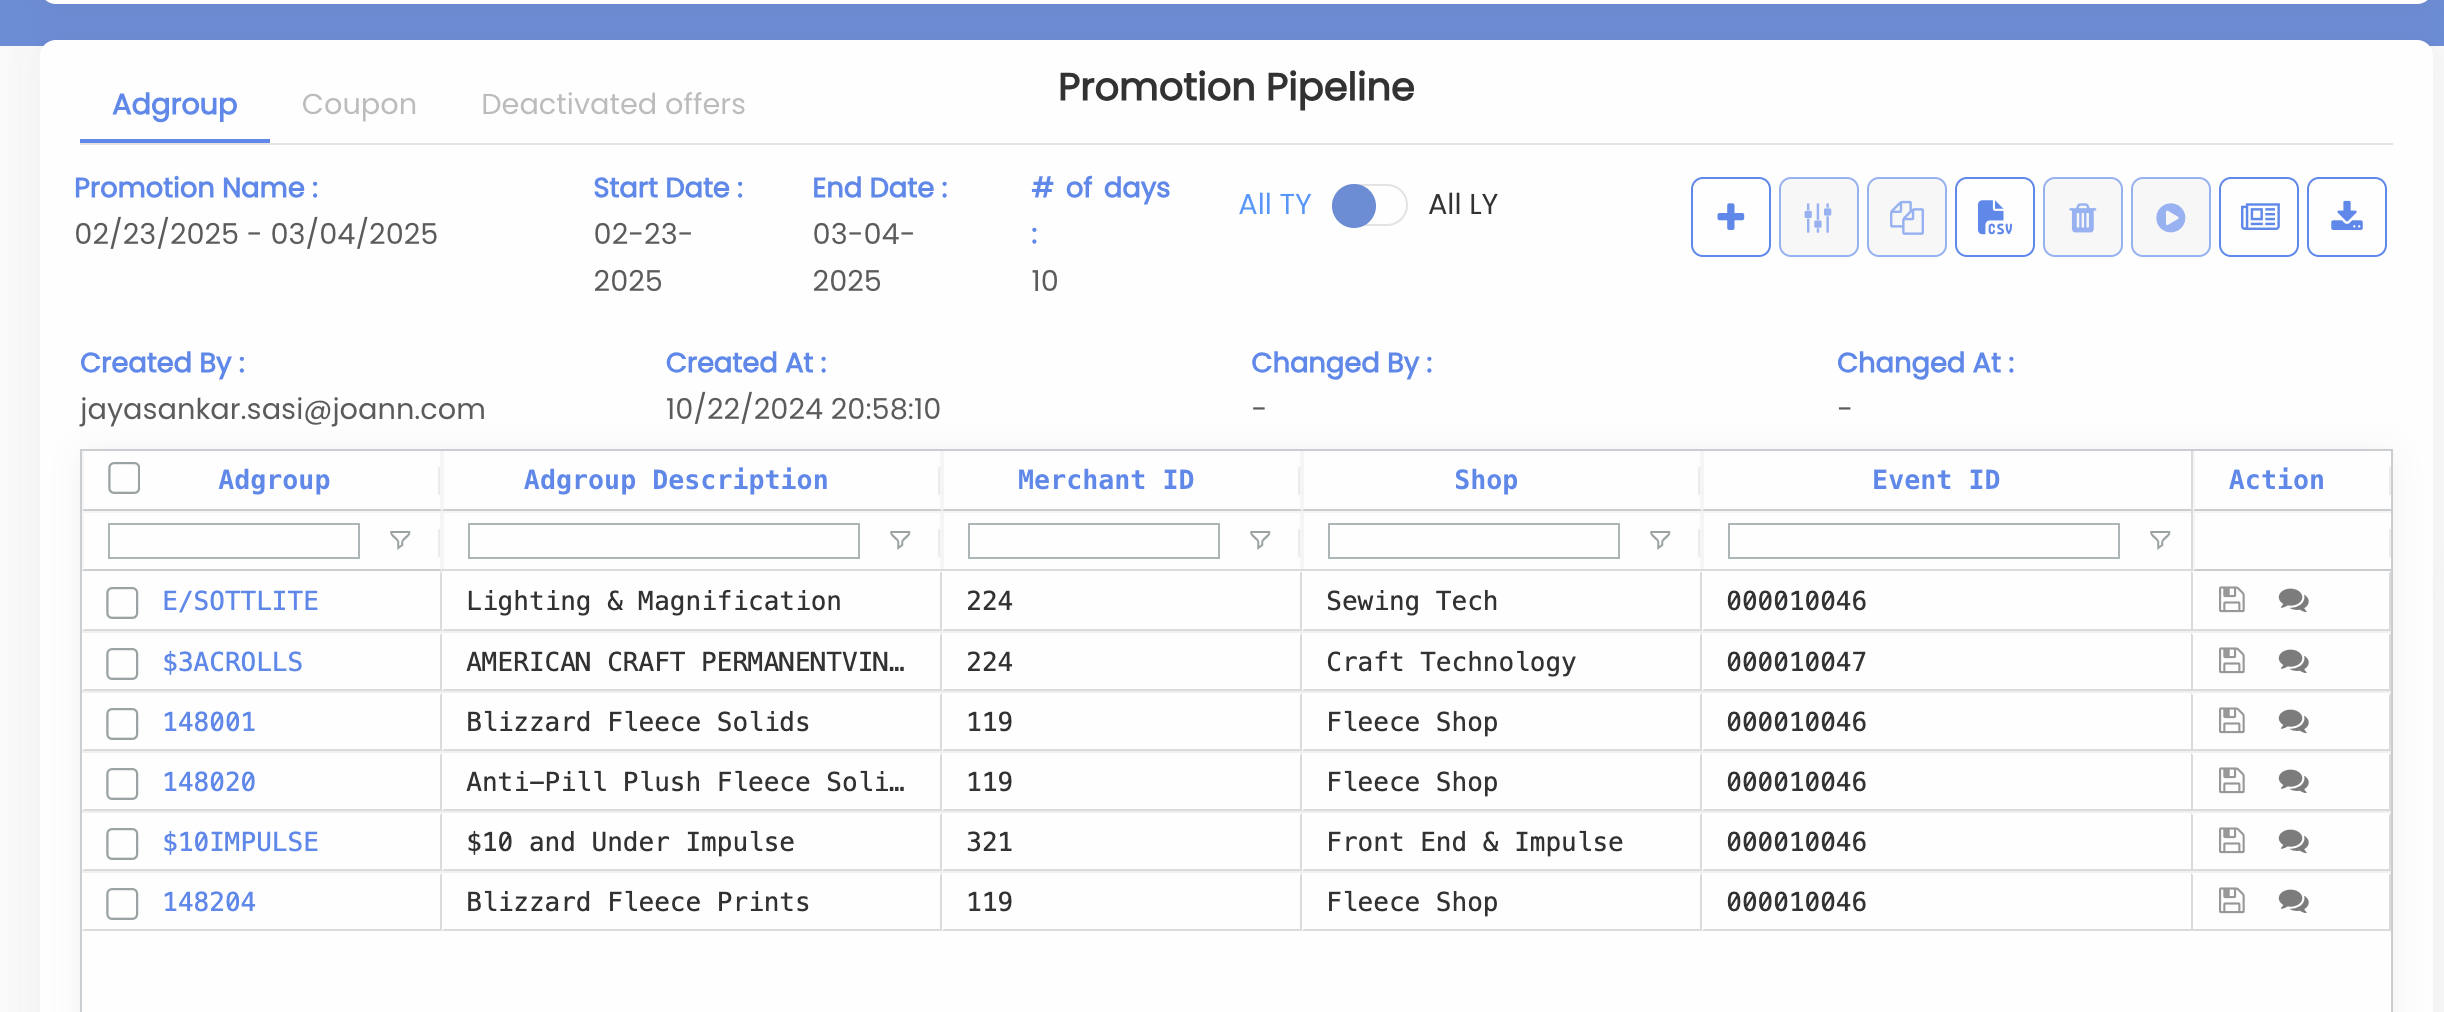 Promotion Pipeline
Adgroup Coupon Deactivated offers
Promotion Name : Start Date : End Date : # of days
02/23/2025 - 03/04/2025 02-23- 03-04- :
2025 2025 10
All TY All LY
CSV
Created By : Created At : Changed By : Changed At :
jayasankar.sasi@joann.com 10/22/2024 20:58:10 - -
Adgroup Adgroup Description Merchant ID Shop Event ID Action
E/SOTTLITE Lighting & Magnification 224 Sewing Tech 000010046
$3ACROLLS AMERICAN CRAFT PERMANENTVIN… 224 Craft Technology 000010047
148001 Blizzard Fleece Solids 119 Fleece Shop 000010046
148020 Anti-Pill Plush Fleece Soli… 119 Fleece Shop 000010046
$10IMPULSE $10 and Under Impulse 321 Front End & Impulse 000010046
148204 Blizzard Fleece Prints 119 Fleece Shop 000010046